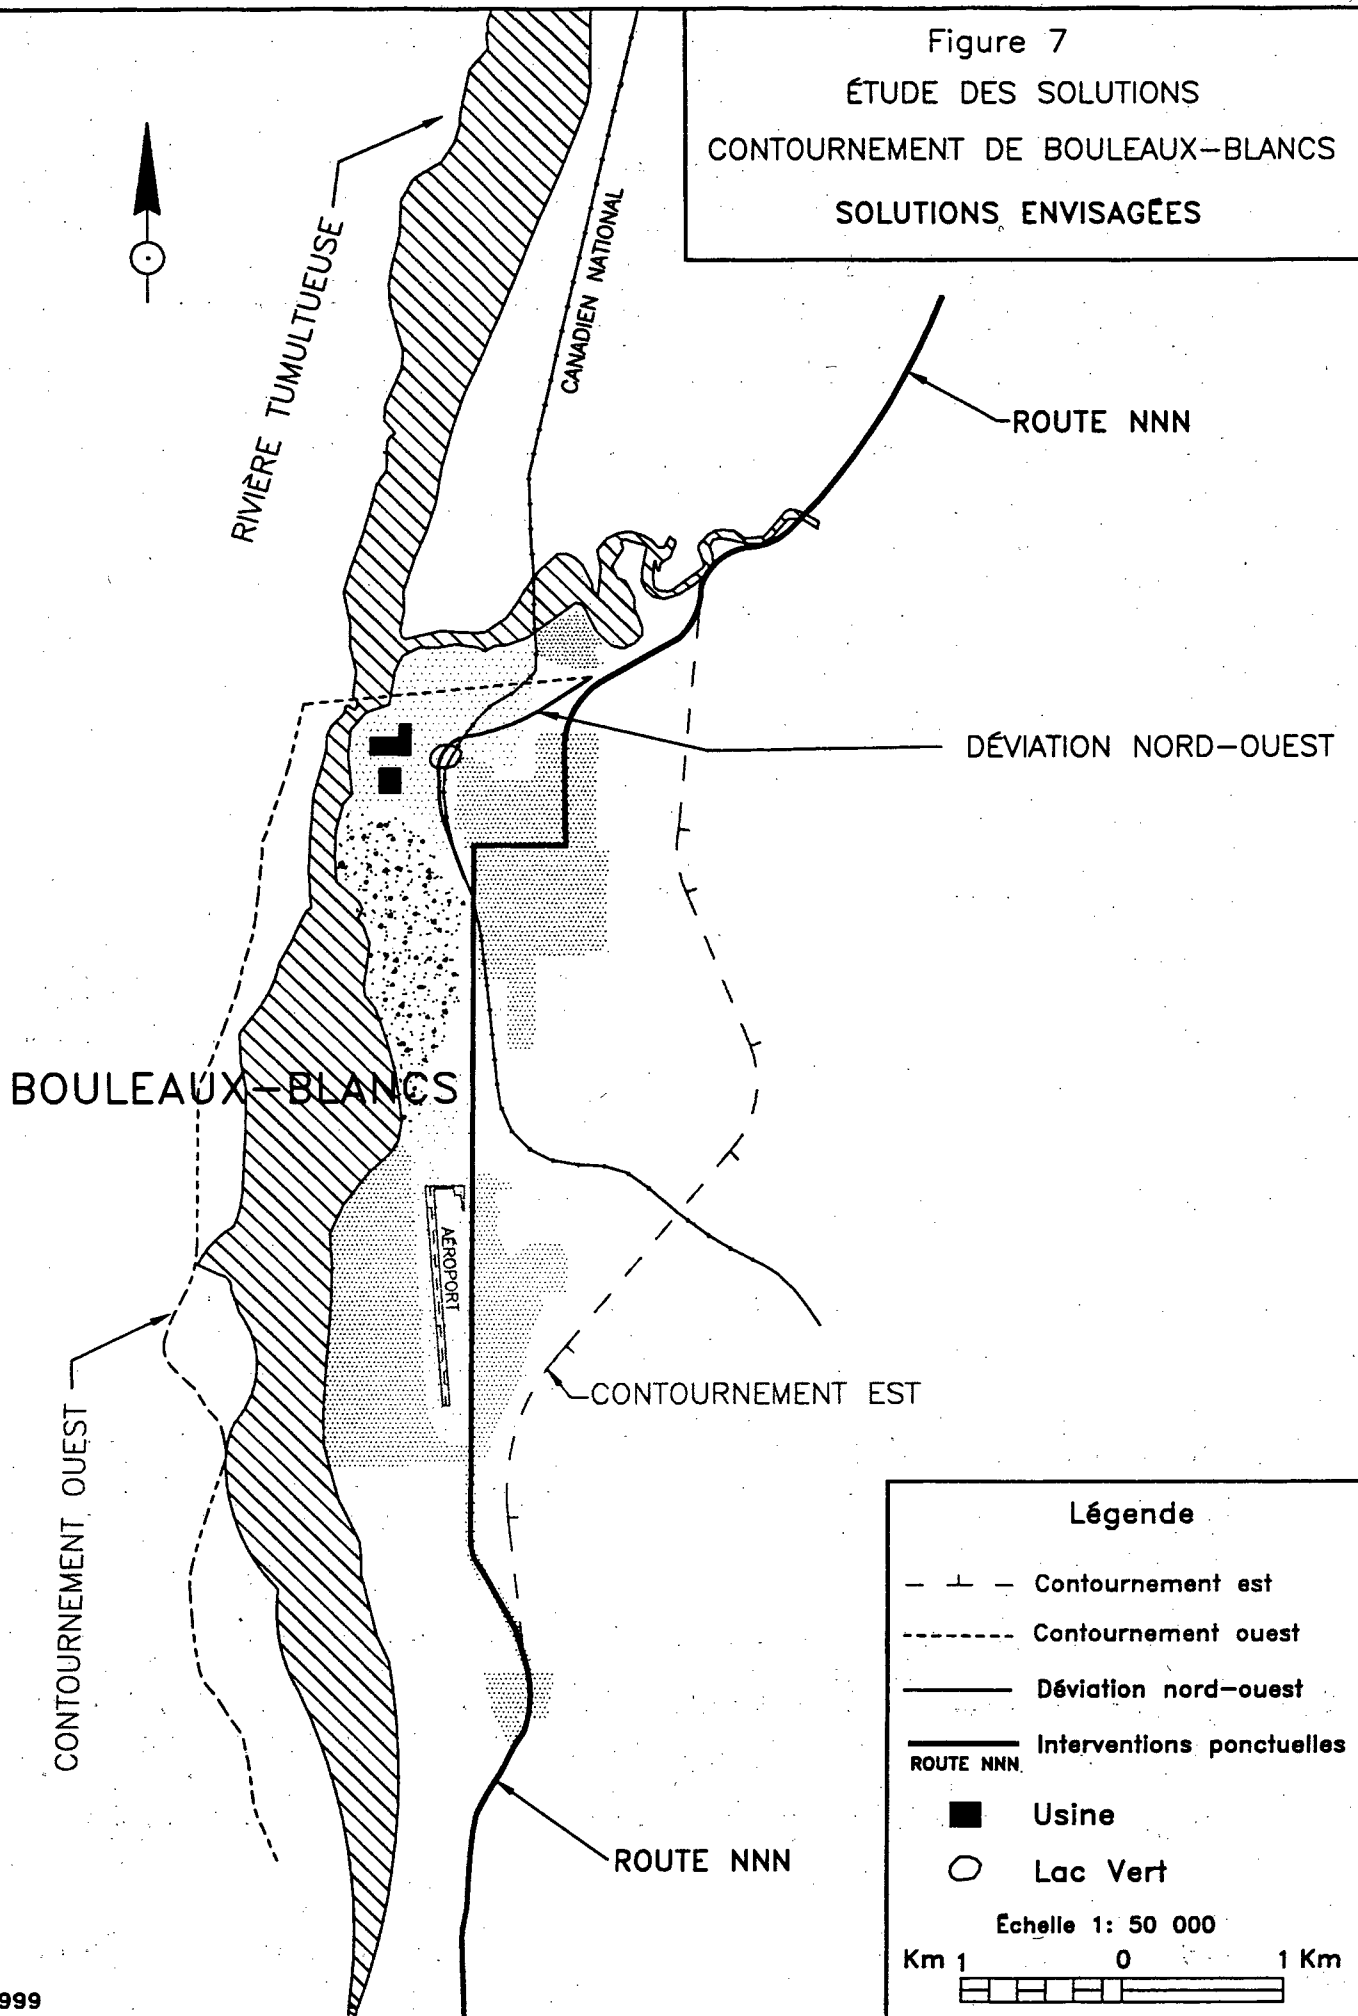 Figure 7
ÉTUDE DES SOLUTIONS
CONTOURNEMENT DE BOULEAUX-BLANCS
SOLUTIONS ENVISAGÉES
RIVIÈRE TUMULTUEUSE
CANADIEN NATIONAL
ROUTE NNN
DÉVIATION NORD-OUEST
BOULEAUX-BLANCS
AÉROPORT
CONTOURNEMENT EST
CONTOURNEMENT OUEST
ROUTE NNN
Légende
Contournement est
Contournement ouest
Déviation nord-ouest
Interventions ponctuelles
ROUTE NNN
Usine
Lac Vert
Échelle 1: 50 000
Km 1 0 1 Km
999